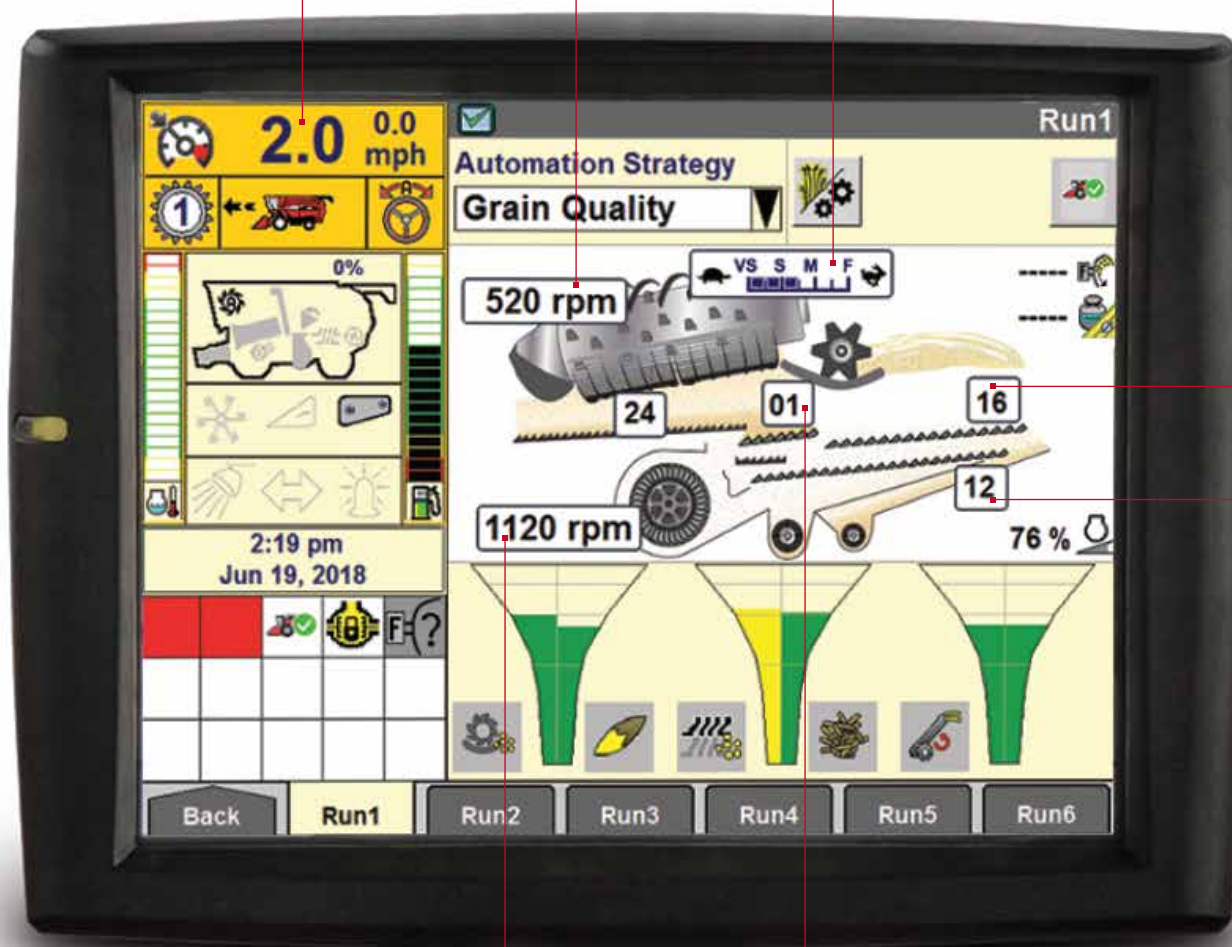 2.0
0.0
mph
1
0%
2:19 pm
Jun 19, 2018
F ?
Back
Run1
Run2
Run3
Run4
Run5
Run6
Run1
Automation Strategy
Grain Quality
VS S M F
520 rpm
-----
F
-----
24
01
16
12
1120 rpm
76 %